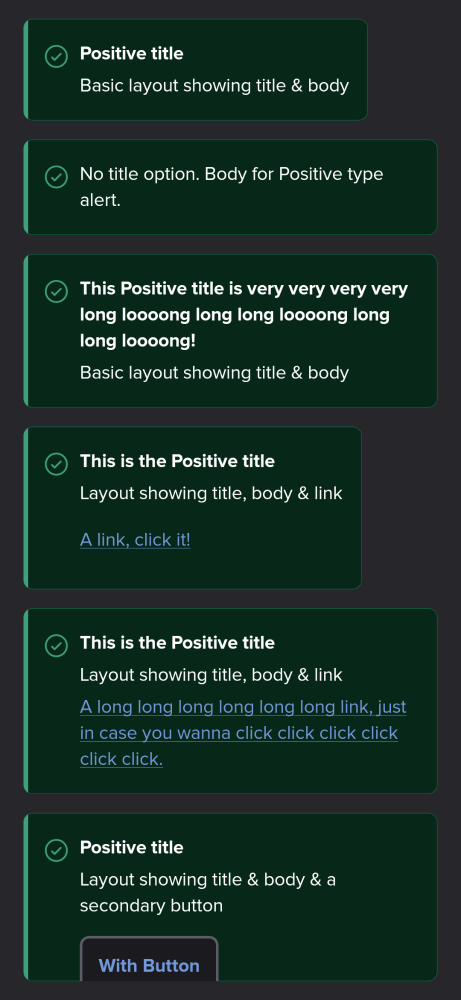 Positive title
Basic layout showing title & body
No title option. Body for Positive type
alert.
This Positive title is very very very very
long loooong long long loooong long
long loooong!
Basic layout showing title & body
This is the Positive title
Layout showing title, body & link
A link, click it!
This is the Positive title
Layout showing title, body & link
A long long long long long long link, just
in case you wanna click click click click
click click.
Positive title
Layout showing title & body & a
secondary button
With Button